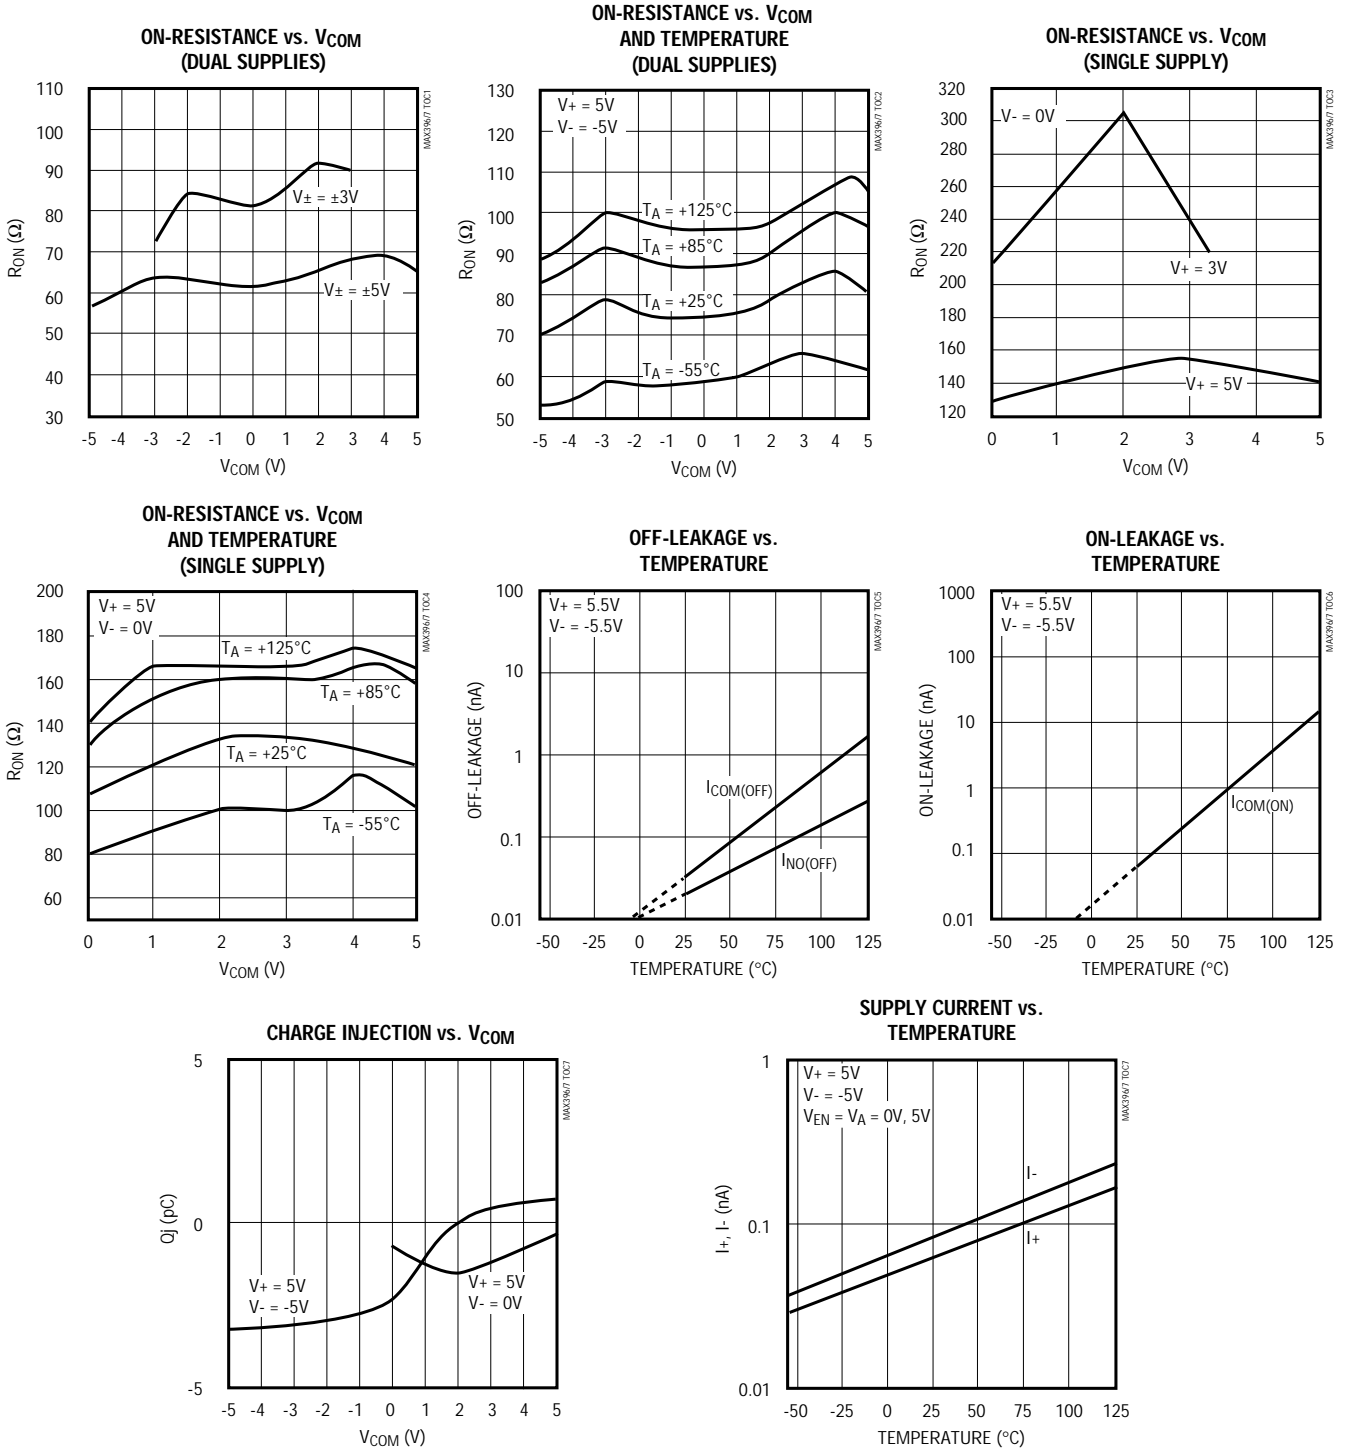 ON-RESISTANCE vs. VCOM
(DUAL SUPPLIES)
110
100
90
80
70
60
50
40
30
RON (Ω)
V± = ±3V
V± = ±5V
-5 -4 -3 -2 -1 0 1 2 3 4 5
VCOM (V)
MAX396/7 TOC1
ON-RESISTANCE vs. VCOM
AND TEMPERATURE
(DUAL SUPPLIES)
130
120
110
100
90
80
70
60
50
RON (Ω)
V+ = 5V
V- = -5V
TA = +125°C
TA = +85°C
TA = +25°C
TA = -55°C
-5 -4 -3 -2 -1 0 1 2 3 4 5
VCOM (V)
MAX396/7 TOC2
ON-RESISTANCE vs. VCOM
(SINGLE SUPPLY)
320
300
280
260
240
220
200
180
160
140
120
RON (Ω)
V- = 0V
V+ = 3V
V+ = 5V
0 1 2 3 4 5
VCOM (V)
MAX396/7 TOC3
ON-RESISTANCE vs. VCOM
AND TEMPERATURE
(SINGLE SUPPLY)
200
180
160
140
120
100
80
60
RON (Ω)
V+ = 5V
V- = 0V
TA = +125°C
TA = +85°C
TA = +25°C
TA = -55°C
0 1 2 3 4 5
VCOM (V)
MAX396/7 TOC4
OFF-LEAKAGE vs.
TEMPERATURE
100
10
1
0.1
0.01
OFF-LEAKAGE (nA)
V+ = 5.5V
V- = -5.5V
ICOM(OFF)
INO(OFF)
-50 -25 0 25 50 75 100 125
TEMPERATURE (°C)
MAX396/7 TOC5
ON-LEAKAGE vs.
TEMPERATURE
1000
100
10
1
0.1
0.01
ON-LEAKAGE (nA)
V+ = 5.5V
V- = -5.5V
ICOM(ON)
-50 -25 0 25 50 75 100 125
TEMPERATURE (°C)
MAX396/7 TOC6
CHARGE INJECTION vs. VCOM
5
0
-5
Qj (pC)
V+ = 5V
V- = -5V
V+ = 5V
V- = 0V
-5 -4 -3 -2 -1 0 1 2 3 4 5
VCOM (V)
MAX396/7 TOC7
SUPPLY CURRENT vs.
TEMPERATURE
1
0.1
0.01
I+, I- (nA)
V+ = 5V
V- = -5V
VEN = VA = 0V, 5V
I-
I+
-50 -25 0 25 50 75 100 125
TEMPERATURE (°C)
MAX396/7 TOC7